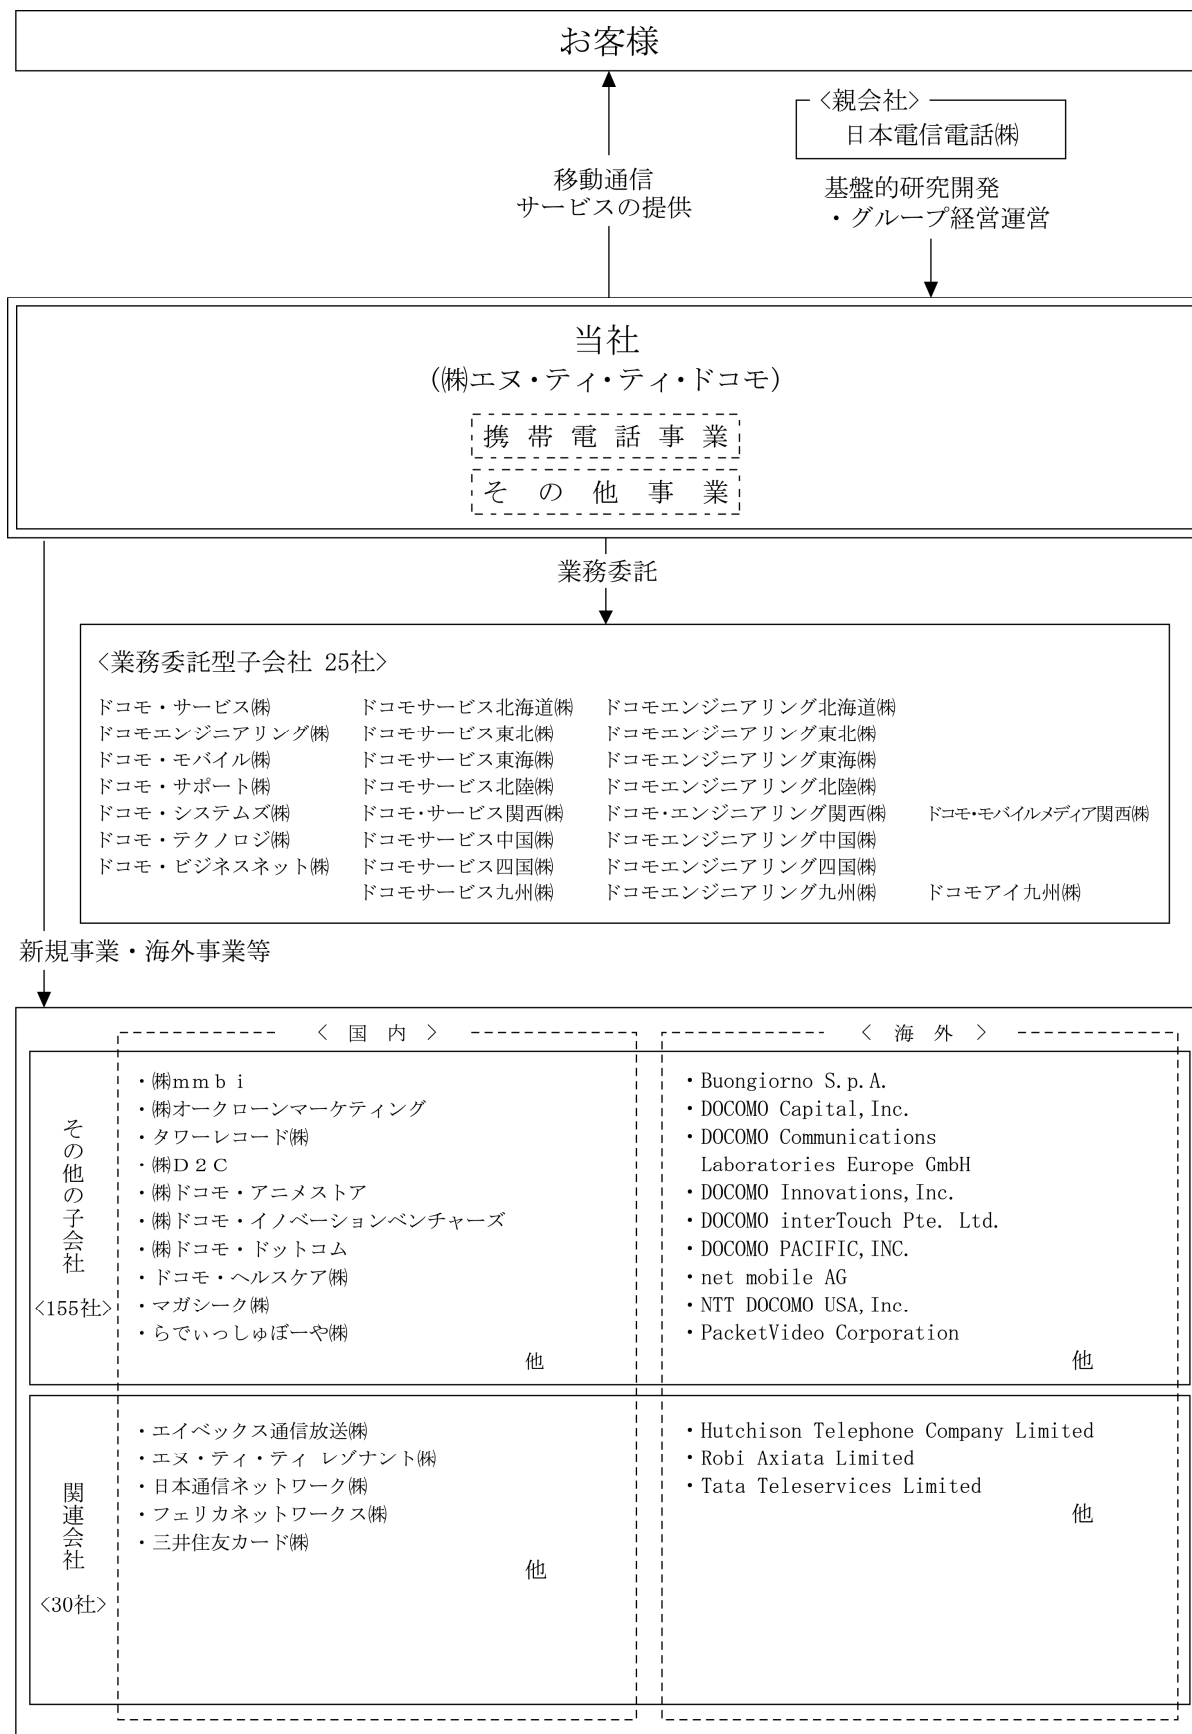 お客様
<親会社>
日本電信電話㈱
移動通信
サービスの提供
基盤的研究開発
・グループ経営運営
当社
(㈱エヌ・ティ・ティ・ドコモ)
携帯電話事業
その他事業
業務委託
<業務委託型子会社 25社>
ドコモ・サービス㈱ ドコモサービス北海道㈱ ドコモエンジニアリング北海道㈱
ドコモエンジニアリング㈱ ドコモサービス東北㈱ ドコモエンジニアリング東北㈱
ドコモ・モバイル㈱ ドコモサービス東海㈱ ドコモエンジニアリング東海㈱
ドコモ・サポート㈱ ドコモサービス北陸㈱ ドコモエンジニアリング北陸㈱
ドコモ・システムズ㈱ ドコモ・サービス関西㈱ ドコモ・エンジニアリング関西㈱ ドコモ・モバイルメディア関西㈱
ドコモ・テクノロジ㈱ ドコモサービス中国㈱ ドコモエンジニアリング中国㈱
ドコモ・ビジネスネット㈱ ドコモサービス四国㈱ ドコモエンジニアリング四国㈱
ドコモサービス九州㈱ ドコモエンジニアリング九州㈱ ドコモアイ九州㈱
新規事業・海外事業等
< 国 内 >
< 海 外 >
その他の子会社
<155社>
・㈱mmbi
・㈱オークローンマーケティング
・タワーレコード㈱
・㈱D2C
・㈱ドコモ・アニメストア
・㈱ドコモ・イノベーションベンチャーズ
・㈱ドコモ・ドットコム
・ドコモ・ヘルスケア㈱
・マガシーク㈱
・らでぃっしゅぼーや㈱
他
・Buongiorno S.p.A.
・DOCOMO Capital,Inc.
・DOCOMO Communications
Laboratories Europe GmbH
・DOCOMO Innovations,Inc.
・DOCOMO interTouch Pte. Ltd.
・DOCOMO PACIFIC,INC.
・net mobile AG
・NTT DOCOMO USA,Inc.
・PacketVideo Corporation
他
関連会社
<30社>
・エイベックス通信放送㈱
・エヌ・ティ・ティ レゾナント㈱
・日本通信ネットワーク㈱
・フェリカネットワークス㈱
・三井住友カード㈱
他
・Hutchison Telephone Company Limited
・Robi Axiata Limited
・Tata Teleservices Limited
他